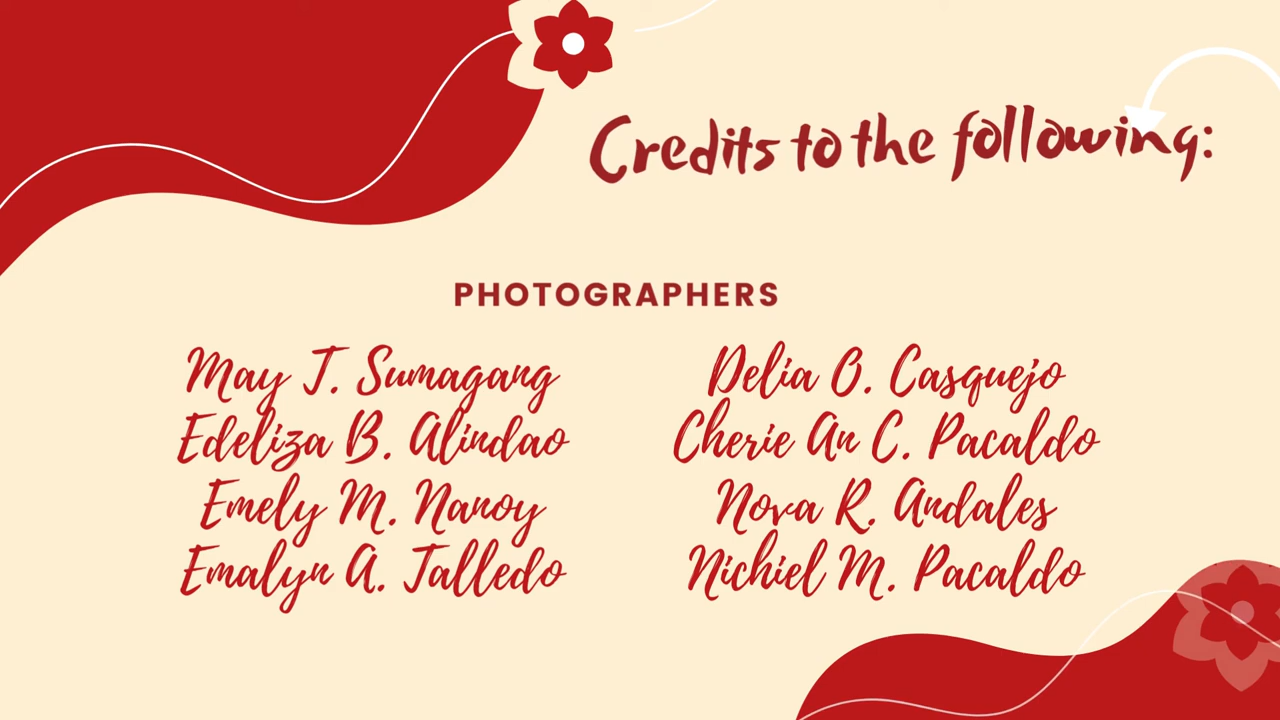 Credits to the following:
PHOTOGRAPHERS
May T. Sumagang
Edeliza B. Alindao
Emely M. Nanoy
Emalyn A. Talledo
Delia O. Casquejo
Cherie An C. Pacaldo
Nova R. Andales
Nichiel M. Pacaldo